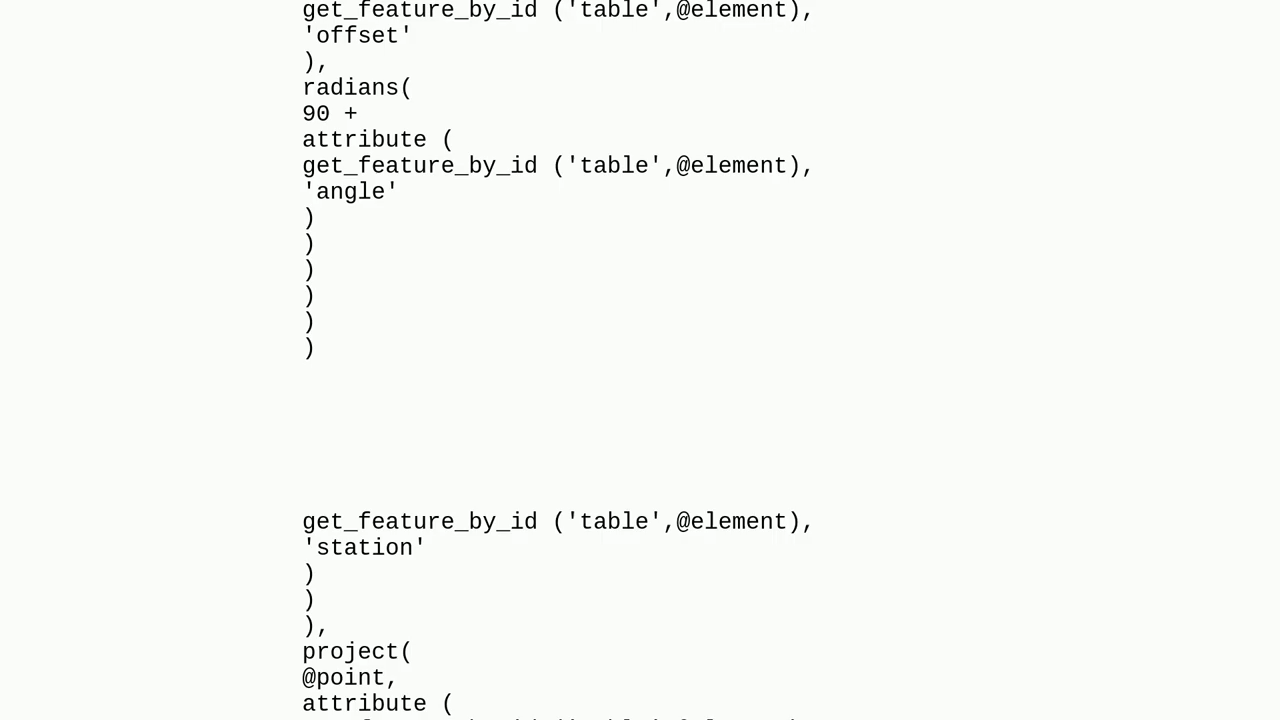 get_feature_by_id ('table',@element),
'offset'
),
radians(
90 +
attribute (
get_feature_by_id ('table',@element),
'angle'
)
)
)
)
)
)
get_feature_by_id ('table',@element),
'station'
)
)
),
project(
@point,
attribute (